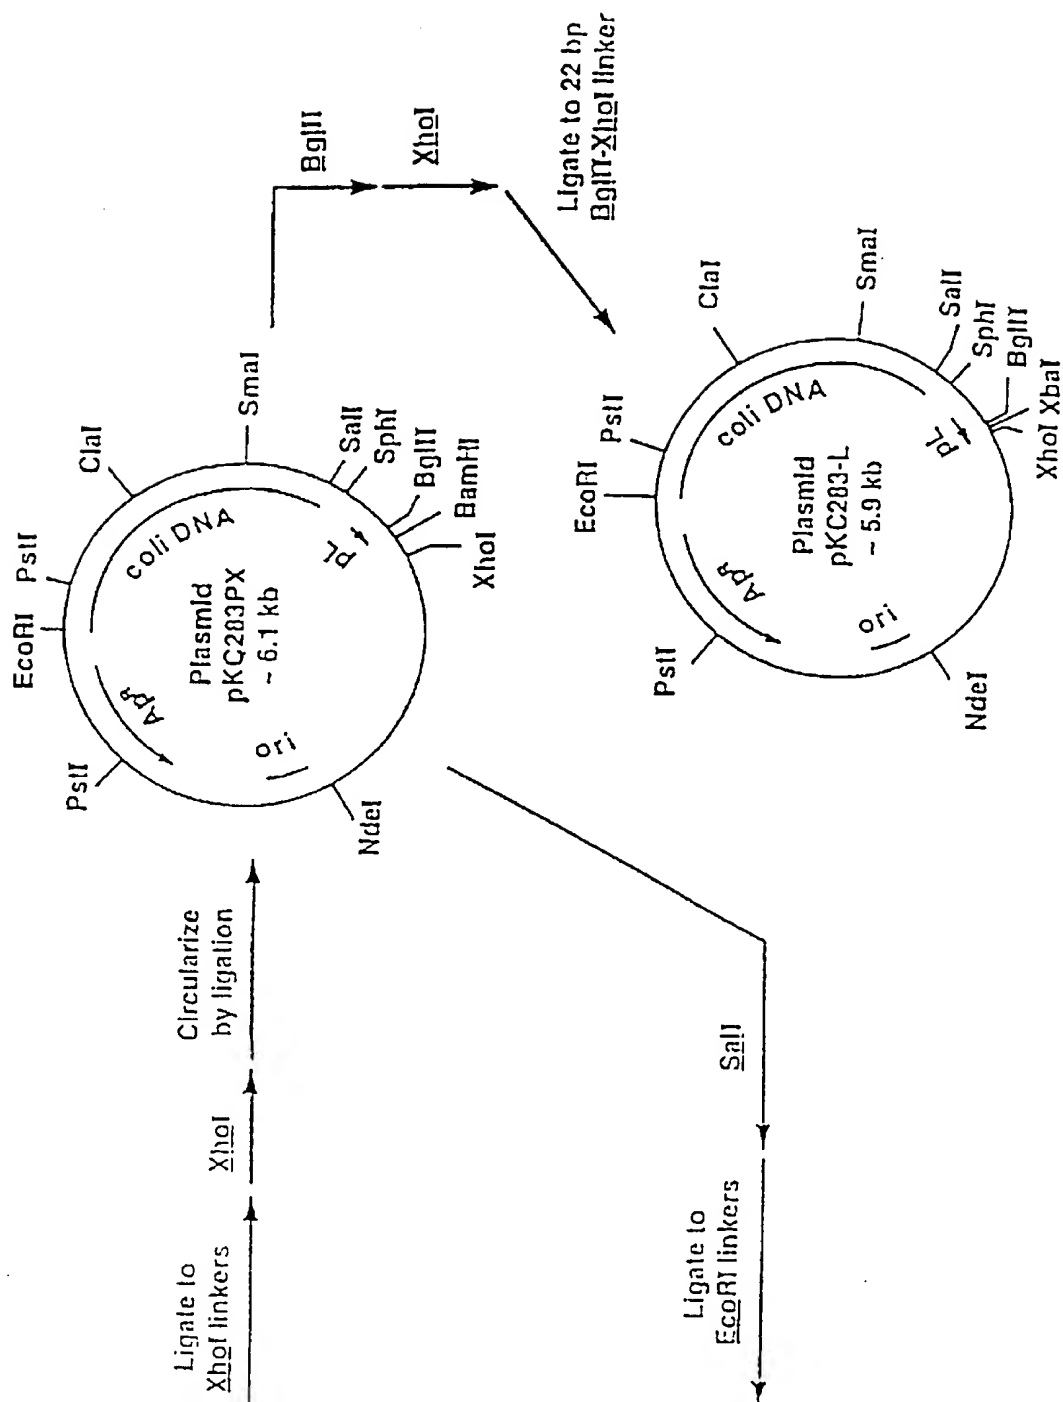 Ligate to
XhoI linkers
XhoI
Circularize
by ligation
EcoRI
PstI
ClaI
SmaI
SalI
SphI
BglII
BamHI
XhoI
NdeI
PstI
coli DNA
ApR
pL
ori
Plasmid
pKC283PX
~ 6.1 kb
BglII
XhoI
Ligate to 22 bp
BglII-XhoI linker
EcoRI
PstI
ClaI
SmaI
SalI
SphI
BglII
XbaI
XhoI
NdeI
PstI
coli DNA
ApR
pL
ori
Plasmid
pKC283-L
~ 5.9 kb
SalI
Ligate to
EcoRI linkers